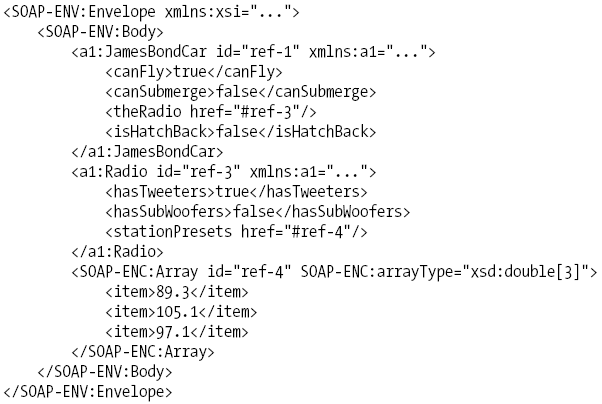 <SOAP-ENV:Envelope xmlns:xsi="...">
<SOAP-ENV:Body>
<a1:JamesBondCar id="ref-1" xmlns:a1="...">
<canFly>true</canFly>
<canSubmerge>false</canSubmerge>
<theRadio href="#ref-3"/>
<isHatchBack>false</isHatchBack>
</a1:JamesBondCar>
<a1:Radio id="ref-3" xmlns:a1="...">
<hasTweeters>true</hasTweeters>
<hasSubWoofers>false</hasSubWoofers>
<stationPresets href="#ref-4"/>
</a1:Radio>
<SOAP-ENC:Array id="ref-4" SOAP-ENC:arrayType="xsd:double[3]">
<item>89.3</item>
<item>105.1</item>
<item>97.1</item>
</SOAP-ENC:Array>
</SOAP-ENV:Body>
</SOAP-ENV:Envelope>